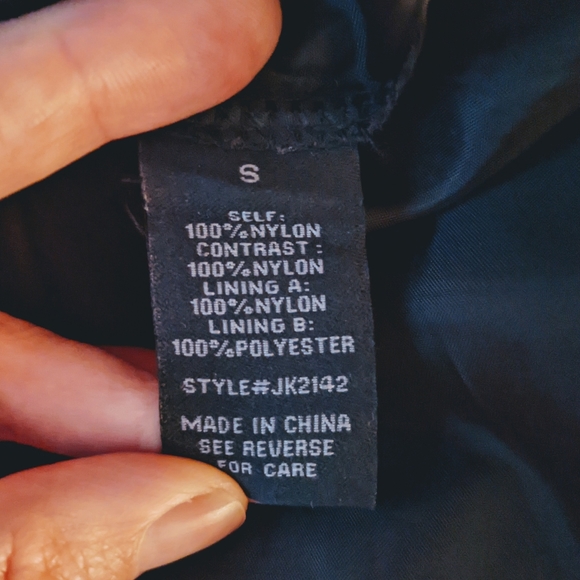 S
SELF:
100%NYLON
CONTRAST:
100%NYLON
LINING A:
100%NYLON
LINING B:
100%POLYESTER
STYLE#JK2142
MADE IN CHINA
SEE REVERSE
FOR CARE